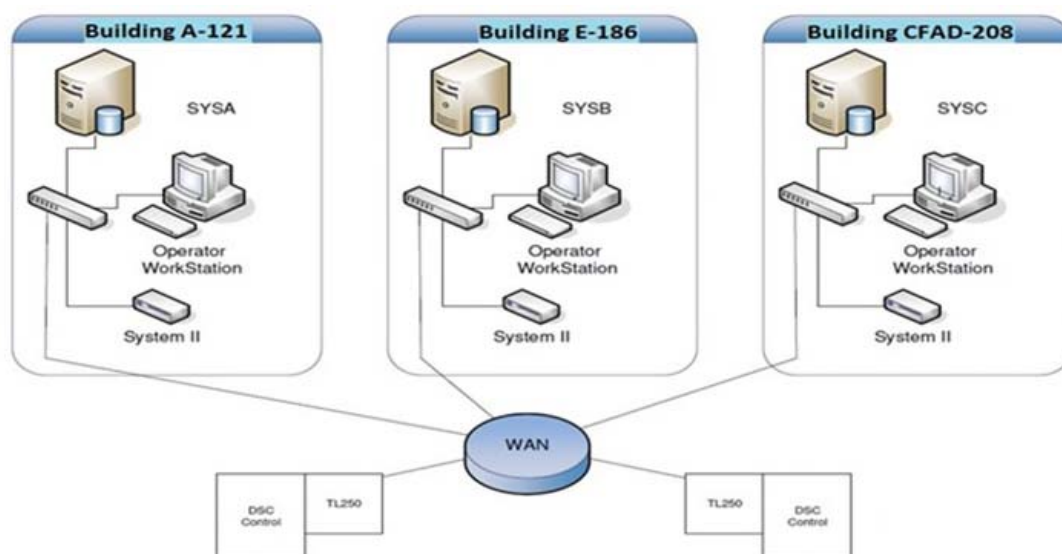 Building A-121
Building E-186
Building CFAD-208
SYSA
SYSB
SYSC
Operator
WorkStation
Operator
WorkStation
Operator
WorkStation
System II
System II
System II
WAN
DSC
Control
TL250
TL250
DSC
Control